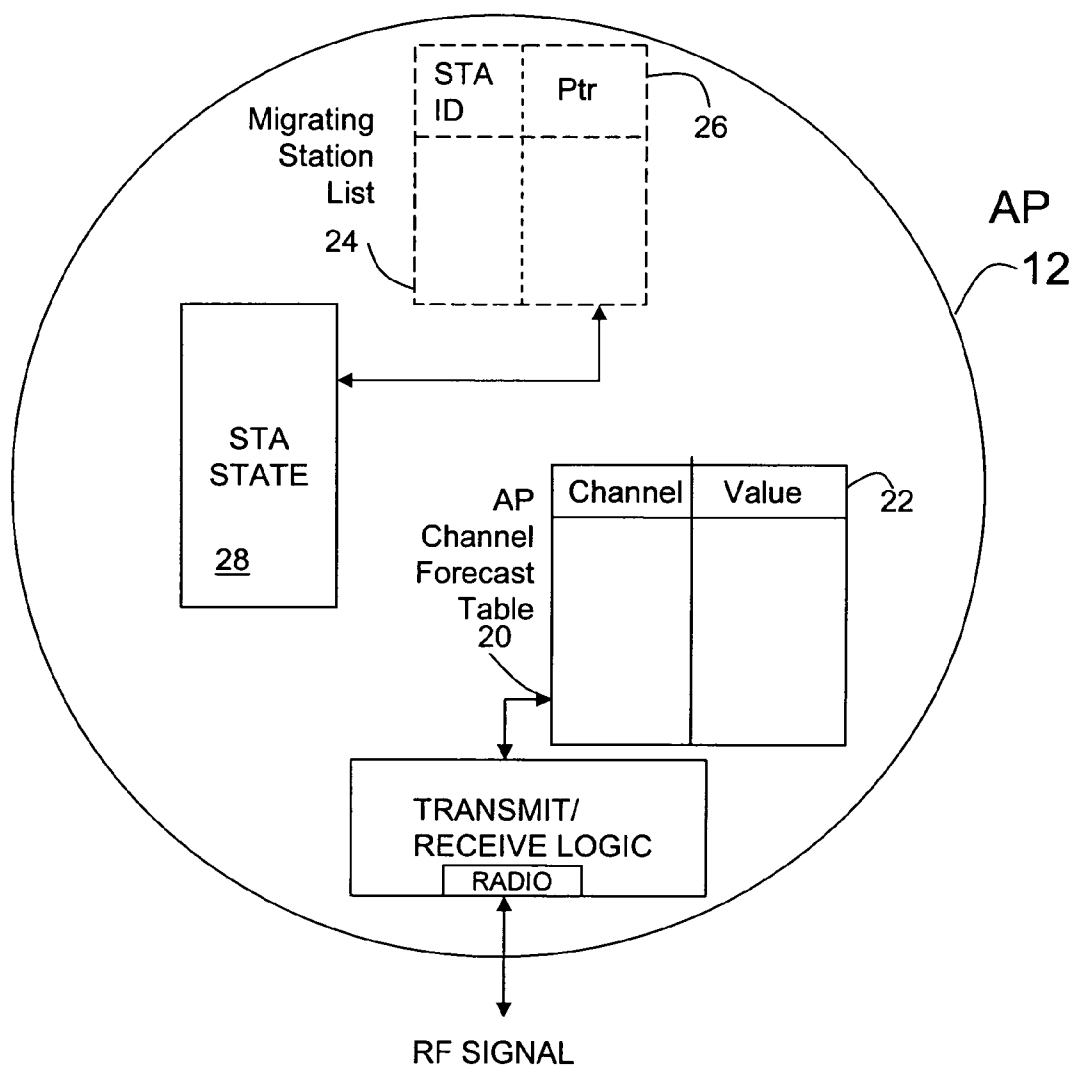 STA
ID
Ptr
26
Migrating
Station
List
24
AP
12
STA
STATE
28
Channel
Value
22
AP
Channel
Forecast
Table
20
TRANSMIT/
RECEIVE LOGIC
RADIO
RF SIGNAL